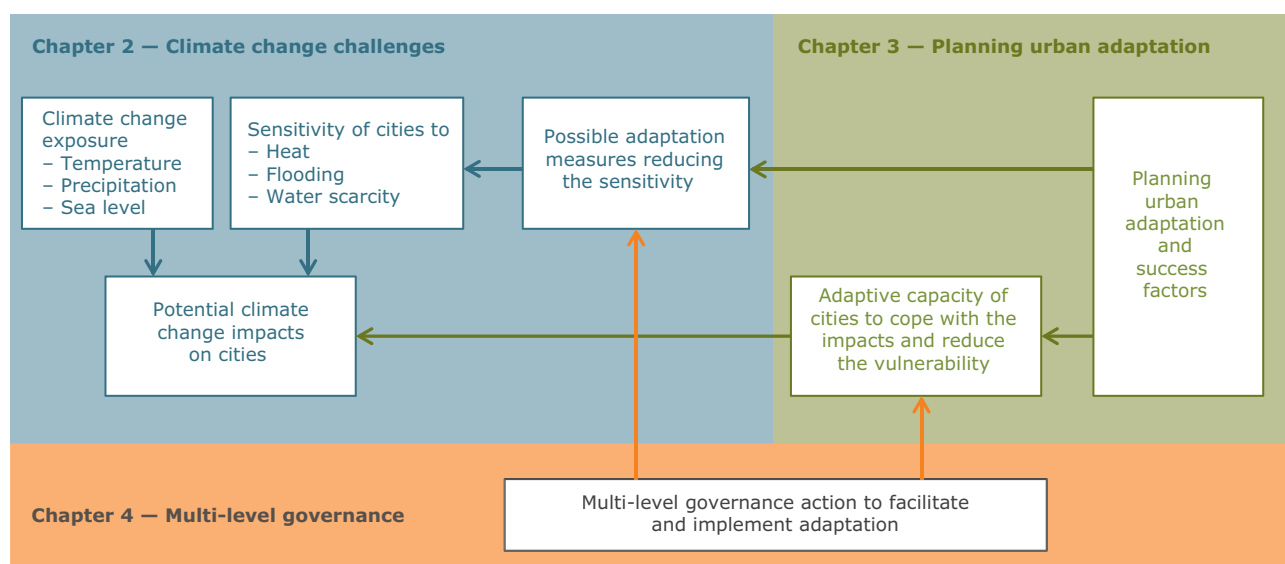 Chapter 2 — Climate change challenges
Climate change
exposure
– Temperature
– Precipitation
– Sea level
Sensitivity of cities to
– Heat
– Flooding
– Water scarcity
Possible adaptation
measures reducing
the sensitivity
Potential climate
change impacts
on cities
Chapter 3 — Planning urban adaptation
Planning
urban
adaptation
and
success
factors
Adaptive capacity of
cities to cope with the
impacts and reduce
the vulnerability
Chapter 4 — Multi-level governance
Multi-level governance action to facilitate
and implement adaptation